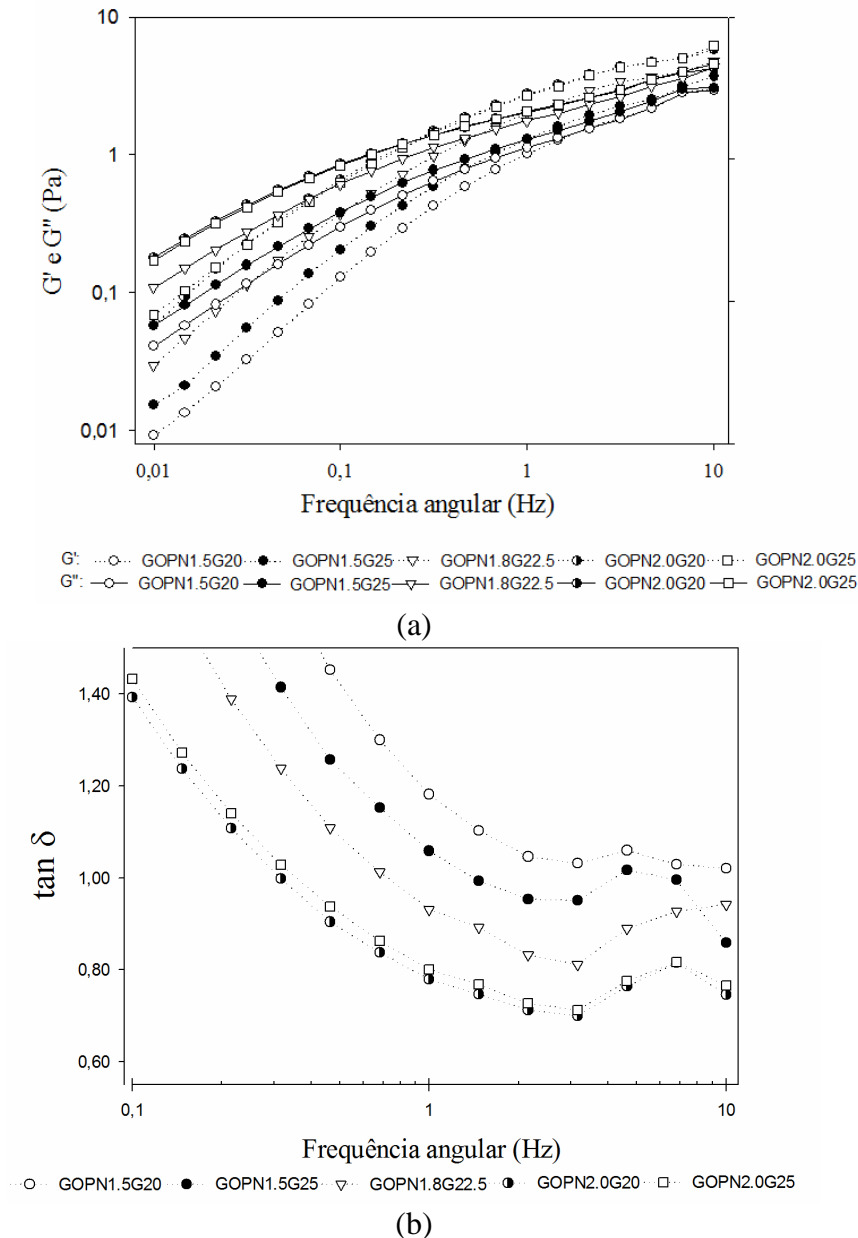 10
1
0,1
0,01
G' e G'' (Pa)
0,01
0,1
1
10
Frequência angular (Hz)
G': GOPN1.5G20 GOPN1.5G25 GOPN1.8G22.5 GOPN2.0G20 GOPN2.0G25
G'': GOPN1.5G20 GOPN1.5G25 GOPN1.8G22.5 GOPN2.0G20 GOPN2.0G25
(a)
1,40
1,20
1,00
0,80
0,60
tan δ
0,1
1
10
Frequência angular (Hz)
GOPN1.5G20 GOPN1.5G25 GOPN1.8G22.5 GOPN2.0G20 GOPN2.0G25
(b)